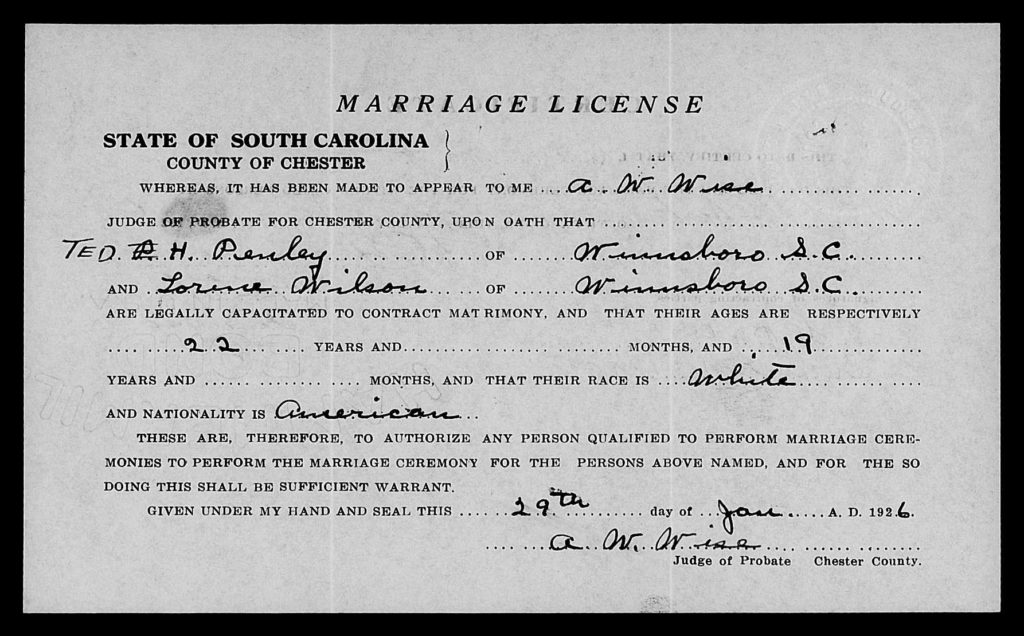 MARRIAGE LICENSE
STATE OF SOUTH CAROLINA }
COUNTY OF CHESTER
WHEREAS, IT HAS BEEN MADE TO APPEAR TO ME A. W. Wise
JUDGE OF PROBATE FOR CHESTER COUNTY, UPON OATH THAT
TED. H. Penley OF Winnsboro S.C.
AND Lorene Wilson OF Winnsboro S.C.
ARE LEGALLY CAPACITATED TO CONTRACT MATRIMONY, AND THAT THEIR AGES ARE RESPECTIVELY
22 YEARS AND MONTHS, AND 19
YEARS AND MONTHS, AND THAT THEIR RACE IS White
AND NATIONALITY IS American
THESE ARE, THEREFORE, TO AUTHORIZE ANY PERSON QUALIFIED TO PERFORM MARRIAGE CERE-
MONIES TO PERFORM THE MARRIAGE CEREMONY FOR THE PERSONS ABOVE NAMED, AND FOR THE SO
DOING THIS SHALL BE SUFFICIENT WARRANT.
GIVEN UNDER MY HAND AND SEAL THIS 29th day of Jan. A. D. 1926.
A. W. Wise
Judge of Probate Chester County.